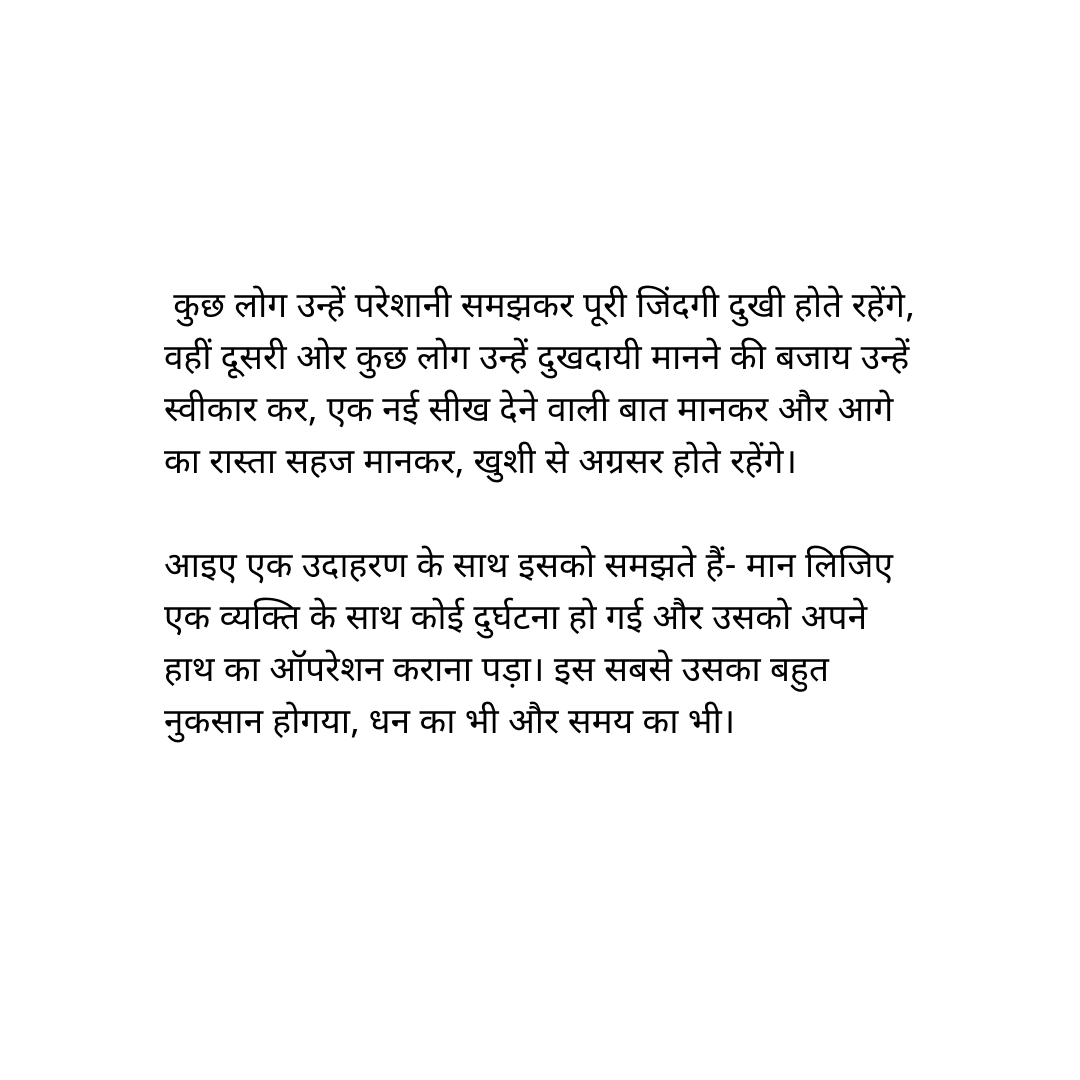 कुछ लोग उन्हें परेशानी समझकर पूरी जिंदगी दुखी होते रहेंगे,
वहीं दूसरी ओर कुछ लोग उन्हें दुखदायी मानने की बजाय उन्हें
स्वीकार कर, एक नई सीख देने वाली बात मानकर और आगे
का रास्ता सहज मानकर, खुशी से अग्रसर होते रहेंगे।
आइए एक उदाहरण के साथ इसको समझते हैं- मान लिजिए
एक व्यक्ति के साथ कोई दुर्घटना हो गई और उसको अपने
हाथ का ऑपरेशन कराना पड़ा। इस सबसे उसका बहुत
नुकसान होगया, धन का भी और समय का भी।